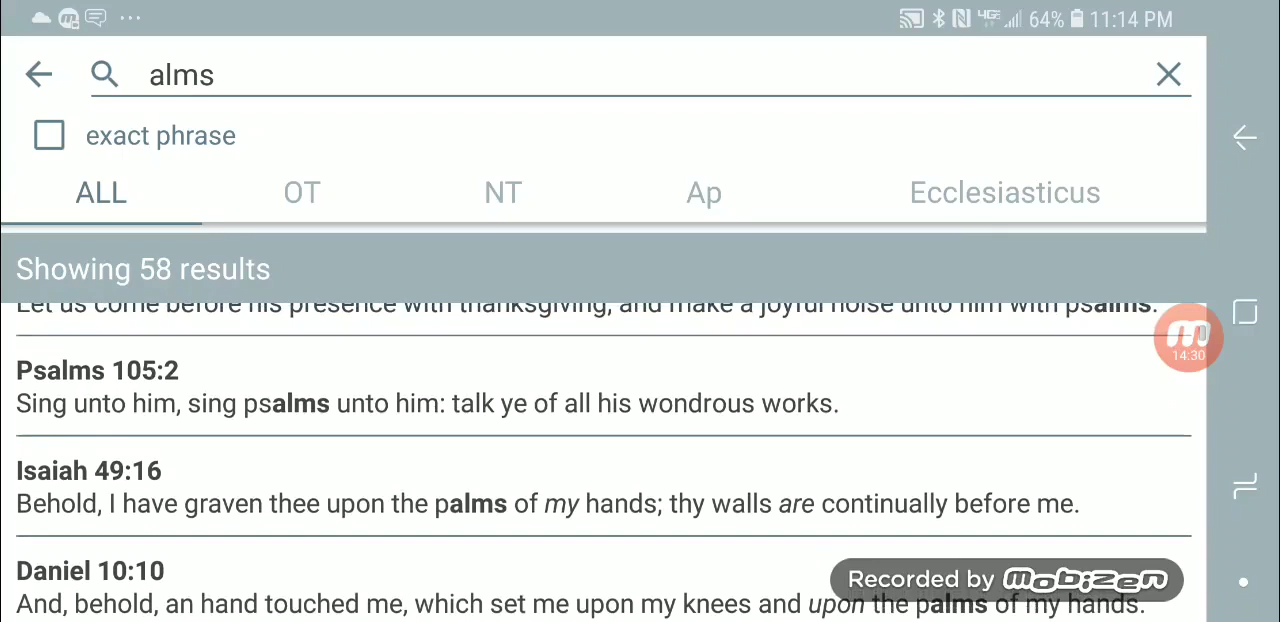 64% 11:14 PM
alms
exact phrase
ALL OT NT Ap Ecclesiasticus
Showing 58 results
Let us come before his presence with thanksgiving, and make a joyful noise unto him with psalms.
14:30
Psalms 105:2
Sing unto him, sing psalms unto him: talk ye of all his wondrous works.
Isaiah 49:16
Behold, I have graven thee upon the palms of my hands; thy walls are continually before me.
Daniel 10:10
And, behold, an hand touched me, which set me upon my knees and upon the palms of my hands.
Recorded by mobizen